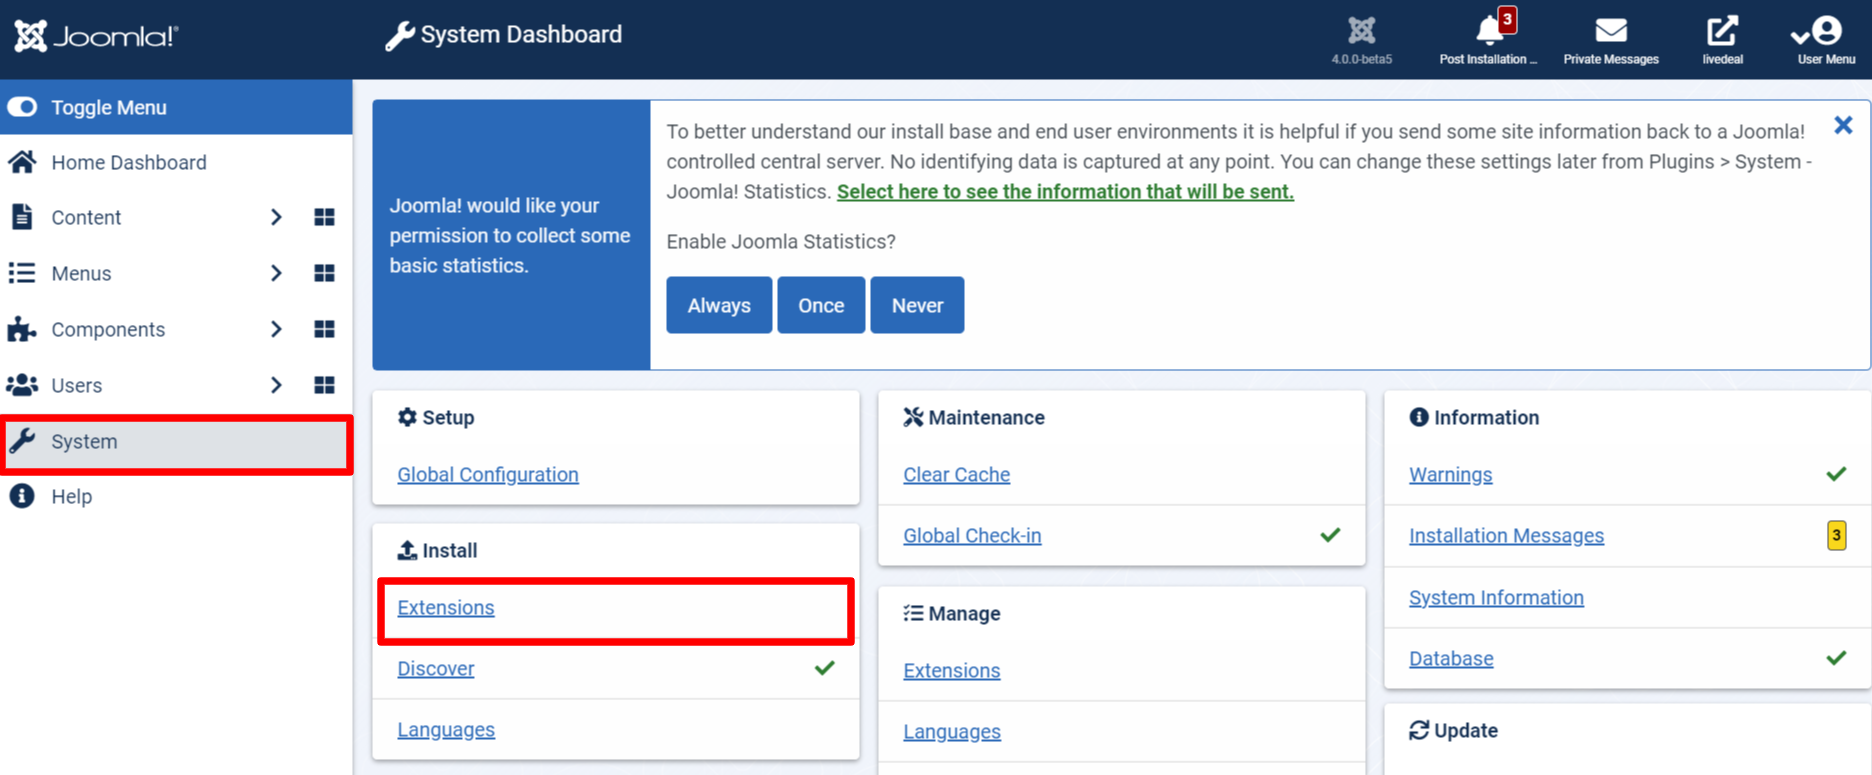 Joomla!®
System Dashboard
4.0.0-beta5
3
Post Installation ...
Private Messages
livedeal
User Menu
Toggle Menu
Home Dashboard
Content
Menus
Components
Users
System
Help
Joomla! would like your
permission to collect some
basic statistics.
To better understand our install base and end user environments it is helpful if you send some site information back to a Joomla!
controlled central server. No identifying data is captured at any point. You can change these settings later from Plugins > System -
Joomla! Statistics. Select here to see the information that will be sent.
Enable Joomla Statistics?
Always Once Never
Setup
Global Configuration
Install
Extensions
Discover
Languages
Maintenance
Clear Cache
Global Check-in
Manage
Extensions
Languages
Information
Warnings
Installation Messages 3
System Information
Database
Update